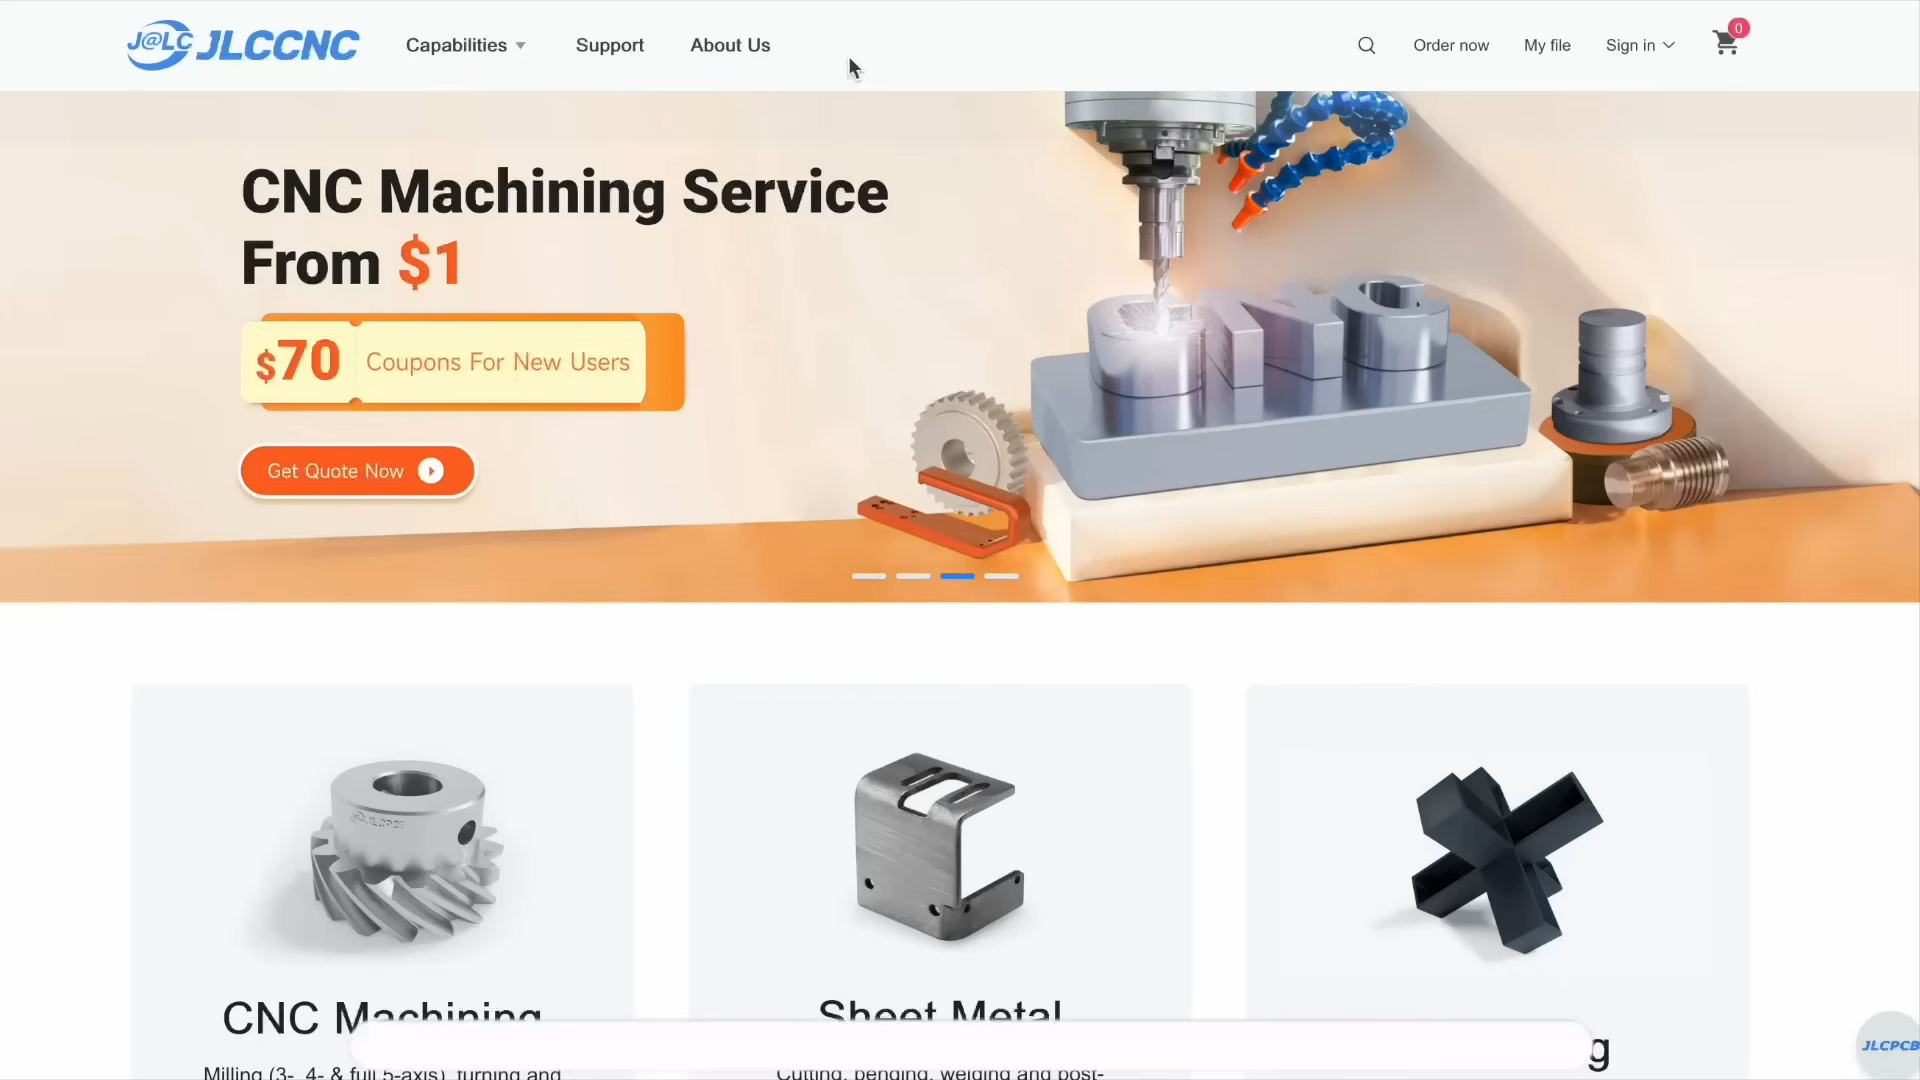 J@LC JLCCNC
Capabilities
Support
About Us
Order now
My file
Sign in
0
CNC Machining Service
From $1
$70 Coupons For New Users
Get Quote Now
CNC
CNC Machining
Sheet Metal
Milling (3-, 4- & full 5-axis), turning and
Cutting, bending, welding and post-
JLCPCB